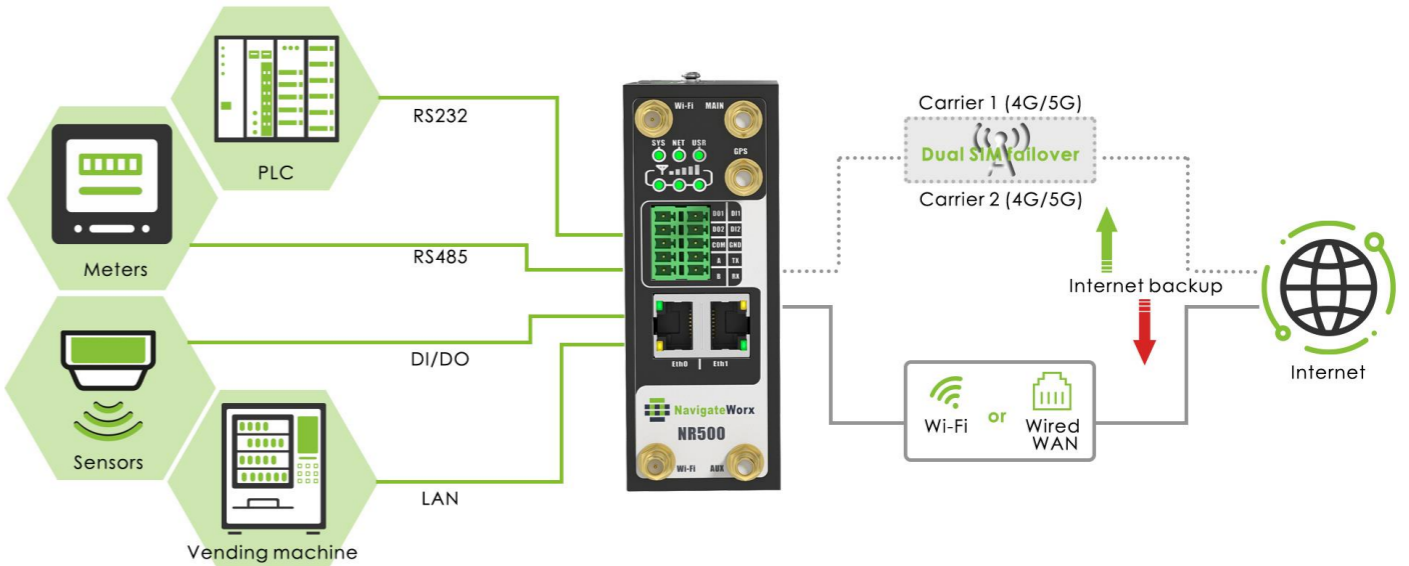 PLC
RS232
Meters
RS485
Sensors
DI/DO
Vending machine
LAN
Wi-Fi MAIN
SYS NET USR
GPS
DO1 DI1
DO2 DI2
COM GND
A TX
B RX
Eth0 Eth1
NavigateWorx
NR500
Wi-Fi AUX
Carrier 1 (4G/5G)
Dual SIM failover
Carrier 2 (4G/5G)
Internet backup
Wi-Fi or Wired
WAN
Internet